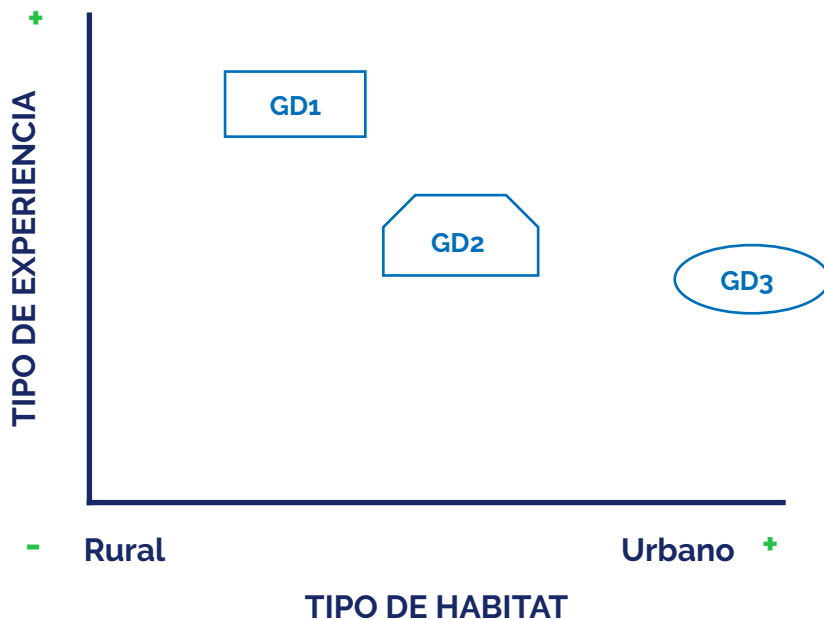 +
TIPO DE EXPERIENCIA
GD1
GD2
GD3
- Rural Urbano +
TIPO DE HABITAT